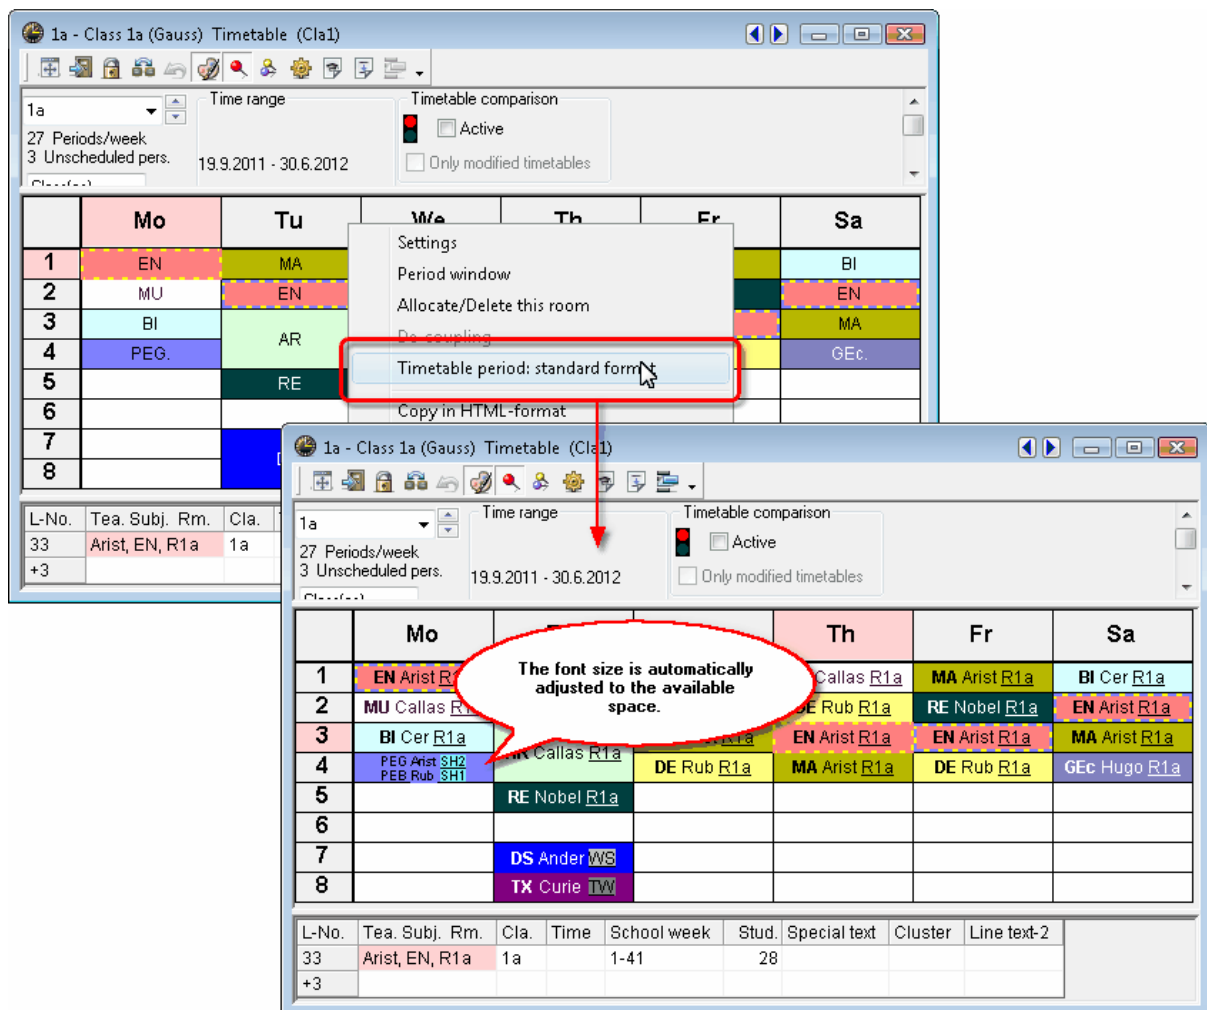 1a - Class 1a (Gauss) Timetable (Cla1)
1a
Time range
Timetable comparison
Active
27 Periods/week
3 Unscheduled pers.
19.9.2011 - 30.6.2012
Only modified timetables
Mo Tu We Th Fr Sa
1 EN MA BI
2 MU EN EN
3 BI AR MA
4 PEG. GEc.
5 RE
6
7
8
Settings
Period window
Allocate/Delete this room
De-coupling
Timetable period: standard format
Copy in HTML-format
L-No. Tea. Subj. Rm. Cla.
33 Arist, EN, R1a 1a
+3
1a - Class 1a (Gauss) Timetable (Cla1)
1a
Time range
Timetable comparison
Active
27 Periods/week
3 Unscheduled pers.
19.9.2011 - 30.6.2012
Only modified timetables
Mo Th Fr Sa
The font size is automatically
adjusted to the available
space.
1 EN Arist Callas R1a MA Arist R1a BI Cer R1a
2 MU Callas Rub R1a RE Nobel R1a EN Arist R1a
3 BI Cer R1a EN Arist R1a EN Arist R1a MA Arist R1a
4 PEG Arist SH2 Callas R1a DE Rub R1a MA Arist R1a DE Rub R1a GEc Hugo R1a
PEB Rub SH1
5 RE Nobel R1a
6
7 DS Ander WS
8 TX Curie TW
L-No. Tea. Subj. Rm. Cla. Time School week Stud. Special text Cluster Line text-2
33 Arist, EN, R1a 1a 1-41 28
+3